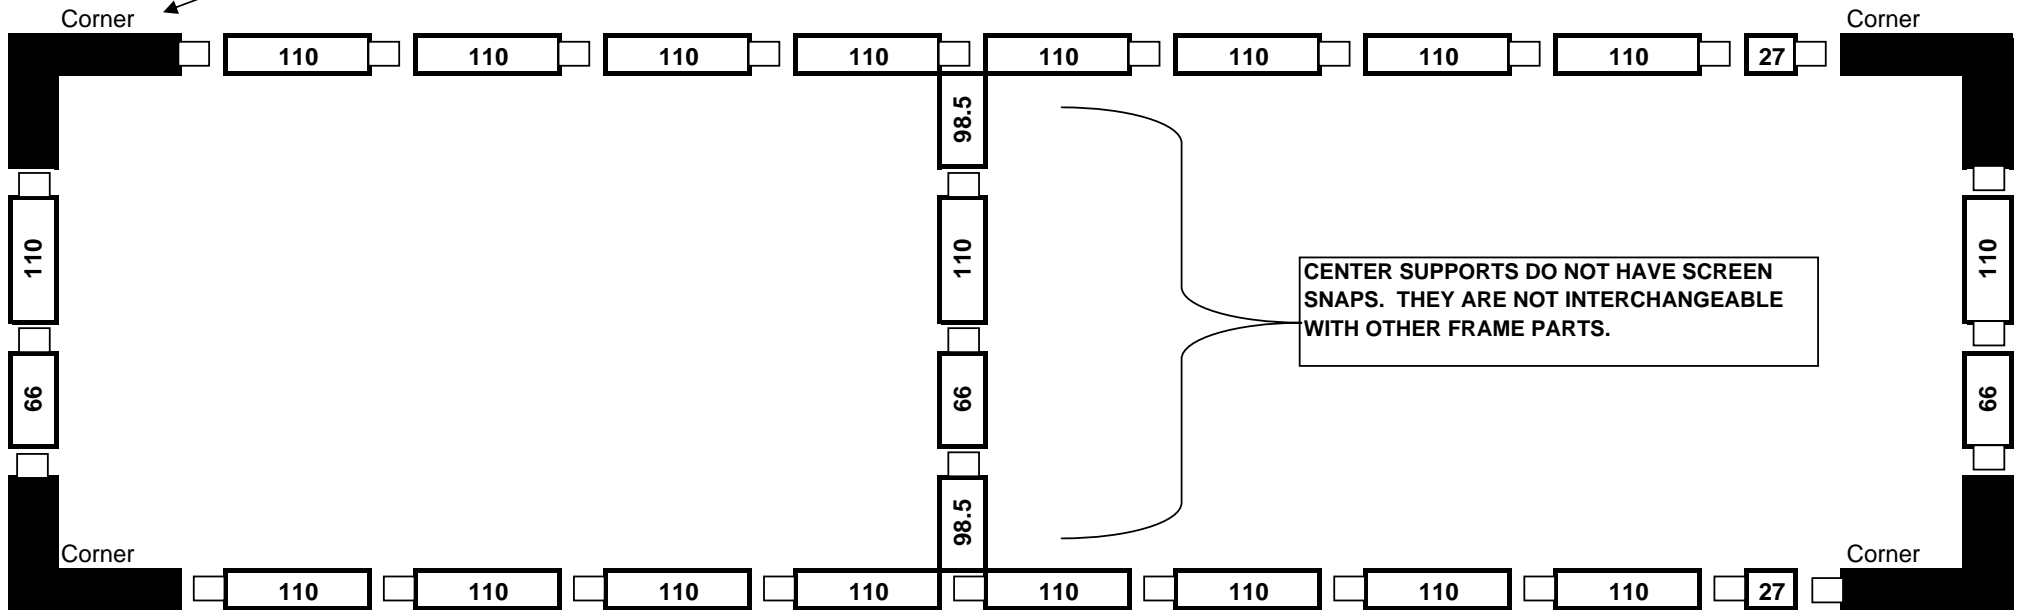 Corner Corner
110 110 110 110 110 110 110 110 27
98.5
110 110 110
CENTER SUPPORTS DO NOT HAVE SCREEN
SNAPS. THEY ARE NOT INTERCHANGEABLE
WITH OTHER FRAME PARTS.
66 66 66
98.5
Corner Corner
110 110 110 110 110 110 110 110 27